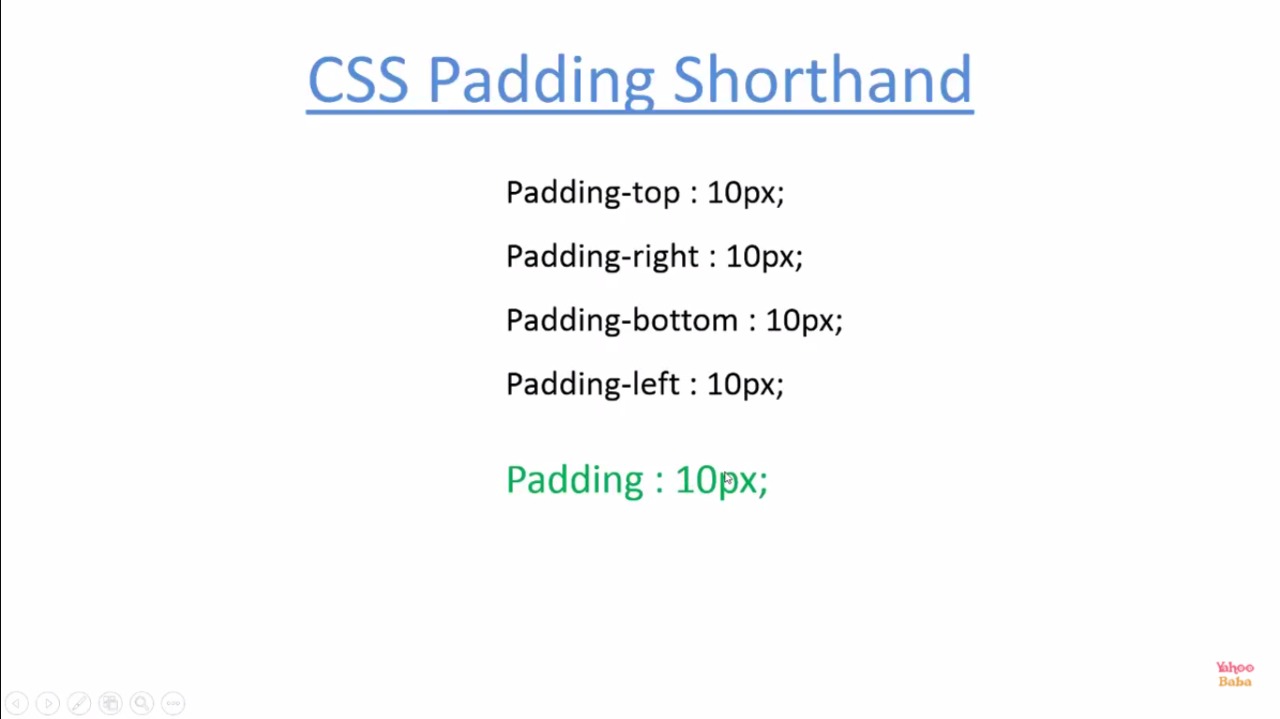 CSS Padding Shorthand
Padding-top : 10px;
Padding-right : 10px;
Padding-bottom : 10px;
Padding-left : 10px;
Padding : 10px;
Yahoo
Baba